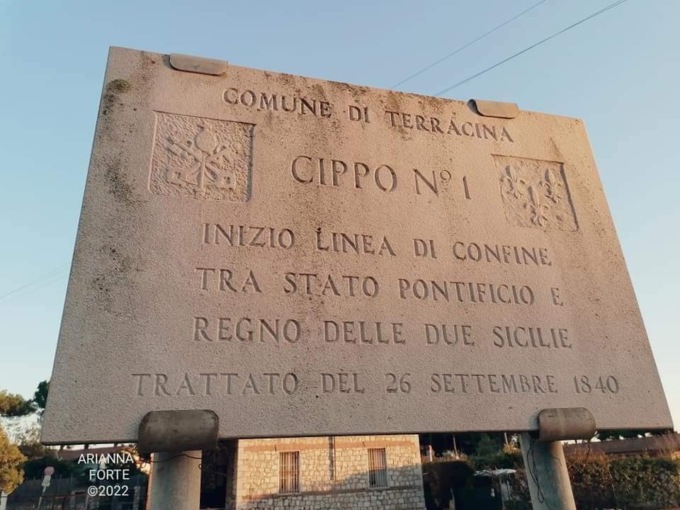 COMUNE DI TERRACINA
CIPPO Nº 1
INIZIO LINEA DI CONFINE
TRA STATO PONTIFICIO E
REGNO DELLE DUE SICILIE
TRATTATO DEL 26 SETTEMBRE 1840
ARIANNA
FORTE
©2022